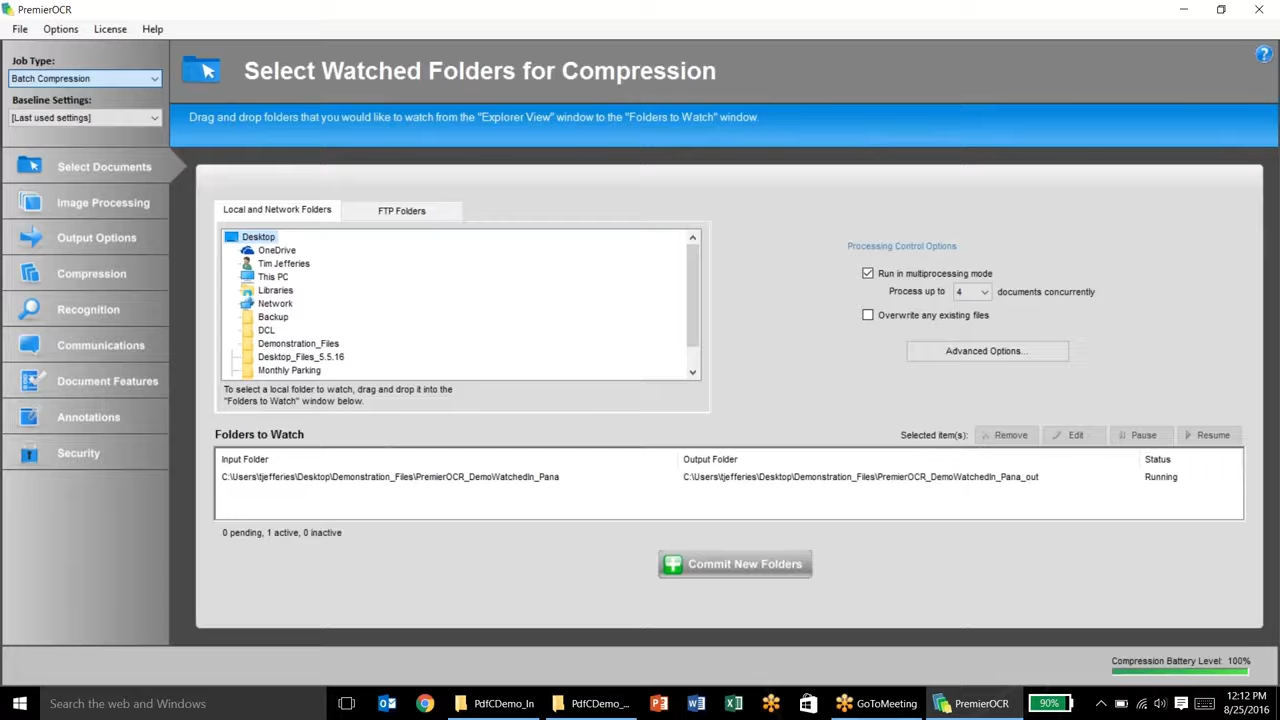 PremierOCR
File Options License Help
Job Type:
Batch Compression
Baseline Settings:
[Last used settings]
Select Watched Folders for Compression
Drag and drop folders that you would like to watch from the "Explorer View" window to the "Folders to Watch" window.
Select Documents
Image Processing
Output Options
Compression
Recognition
Communications
Document Features
Annotations
Security
Local and Network Folders
FTP Folders
Desktop
OneDrive
Tim Jefferies
This PC
Libraries
Network
Backup
DCL
Demonstration_Files
Desktop_Files_5.5.16
Monthly Parking
To select a local folder to watch, drag and drop it into the
"Folders to Watch" window below.
Processing Control Options
Run in multiprocessing mode
Process up to 4 documents concurrently
Overwrite any existing files
Advanced Options...
Folders to Watch
Selected item(s): Remove Edit Pause Resume
Input Folder Output Folder Status
C:\Users\tjefferies\Desktop\Demonstration_Files\PremierOCR_DemoWatchedIn_Pana C:\Users\tjefferies\Desktop\Demonstration_Files\PremierOCR_DemoWatchedIn_Pana_out Running
0 pending, 1 active, 0 inactive
Commit New Folders
Compression Battery Level: 100%
Search the web and Windows
PdfCDemo_In
PdfCDemo_...
GoToMeeting
PremierOCR
90%
12:12 PM
8/25/2016